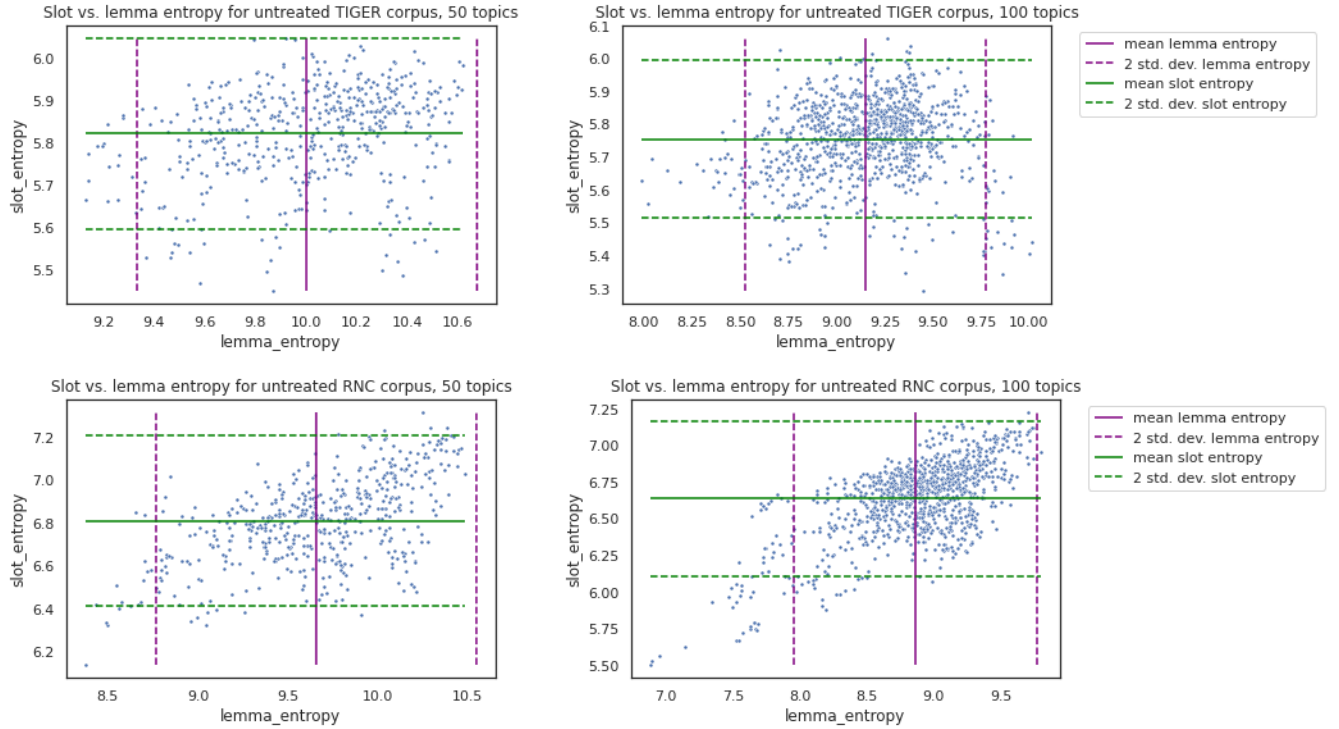 Slot vs. lemma entropy for untreated TIGER corpus, 50 topics
6.0
5.9
5.8
5.7
5.6
5.5
slot_entropy
9.2 9.4 9.6 9.8 10.0 10.2 10.4 10.6
lemma_entropy
Slot vs. lemma entropy for untreated TIGER corpus, 100 topics
6.1
6.0
5.9
5.8
5.7
5.6
5.5
5.4
5.3
slot_entropy
8.00 8.25 8.50 8.75 9.00 9.25 9.50 9.75 10.00
lemma_entropy
mean lemma entropy
2 std. dev. lemma entropy
mean slot entropy
2 std. dev. slot entropy
Slot vs. lemma entropy for untreated RNC corpus, 50 topics
7.2
7.0
6.8
6.6
6.4
6.2
slot_entropy
8.5 9.0 9.5 10.0 10.5
lemma_entropy
Slot vs. lemma entropy for untreated RNC corpus, 100 topics
7.25
7.00
6.75
6.50
6.25
6.00
5.75
5.50
slot_entropy
7.0 7.5 8.0 8.5 9.0 9.5
lemma_entropy
mean lemma entropy
2 std. dev. lemma entropy
mean slot entropy
2 std. dev. slot entropy